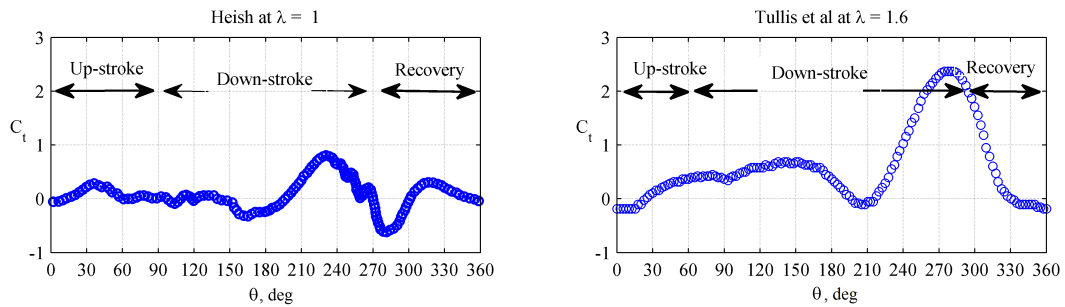 Heish at λ = 1
3
2
1
0
-1
C_t
Up-stroke
Down-stroke
Recovery
0 30 60 90 120 150 180 210 240 270 300 330 360
θ, deg
Tullis et al at λ = 1.6
3
2
1
0
-1
C_t
Up-stroke
Down-stroke
Recovery
0 30 60 90 120 150 180 210 240 270 300 330 360
θ, deg